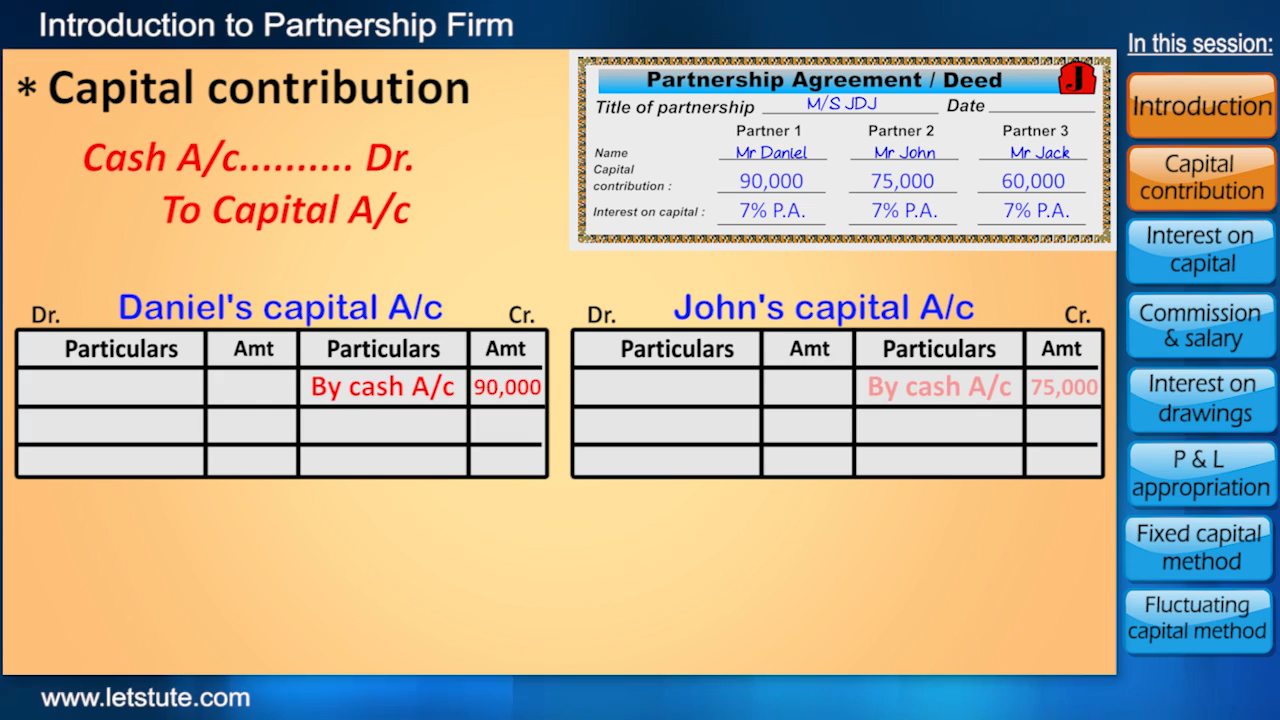 Introduction to Partnership Firm
In this session:
* Capital contribution
Cash A/c.......... Dr.
To Capital A/c
Partnership Agreement / Deed
J
Title of partnership M/S JDJ Date
Partner 1 Partner 2 Partner 3
Name Mr Daniel Mr John Mr Jack
Capital
contribution : 90,000 75,000 60,000
Interest on capital : 7% P.A. 7% P.A. 7% P.A.
Dr. Daniel's capital A/c Cr.
Particulars Amt Particulars Amt
By cash A/c 90,000
Dr. John's capital A/c Cr.
Particulars Amt Particulars Amt
By cash A/c 75,000
Introduction
Capital
contribution
Interest on
capital
Commission
& salary
Interest on
drawings
P & L
appropriation
Fixed capital
method
Fluctuating
capital method
www.letstute.com